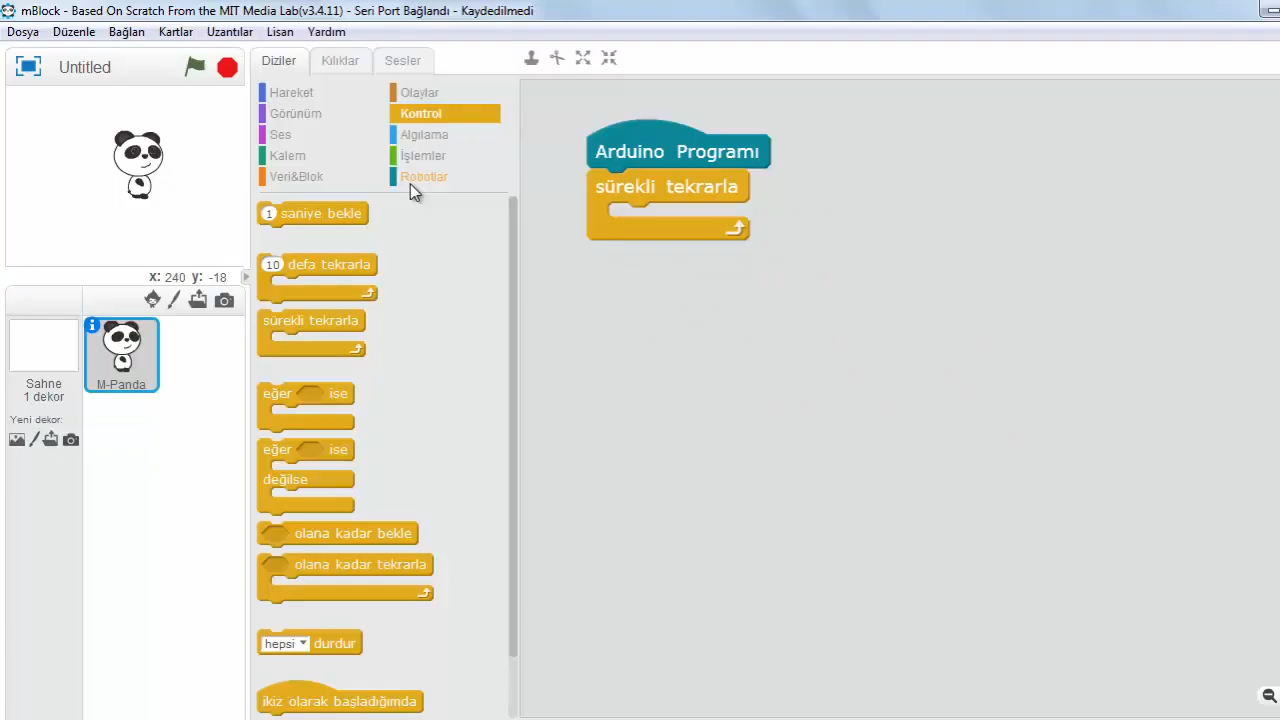 mBlock - Based On Scratch From the MIT Media Lab(v3.4.11) - Seri Port Bağlandı - Kaydedilmedi
Dosya Düzenle Bağlan Kartlar Uzantılar Lisan Yardım
Untitled
Diziler Kılıklar Sesler
Hareket Olaylar
Görünüm Kontrol
Ses Algılama
Kalem İşlemler
Veri&Blok Robotlar
1 saniye bekle
10 defa tekrarla
sürekli tekrarla
eğer ise
eğer ise
değilse
olana kadar bekle
olana kadar tekrarla
hepsi durdur
ikiz olarak başladığımda
x: 240 y: -18
Sahne
1 dekor
Yeni dekor:
M-Panda
Arduino Programı
sürekli tekrarla